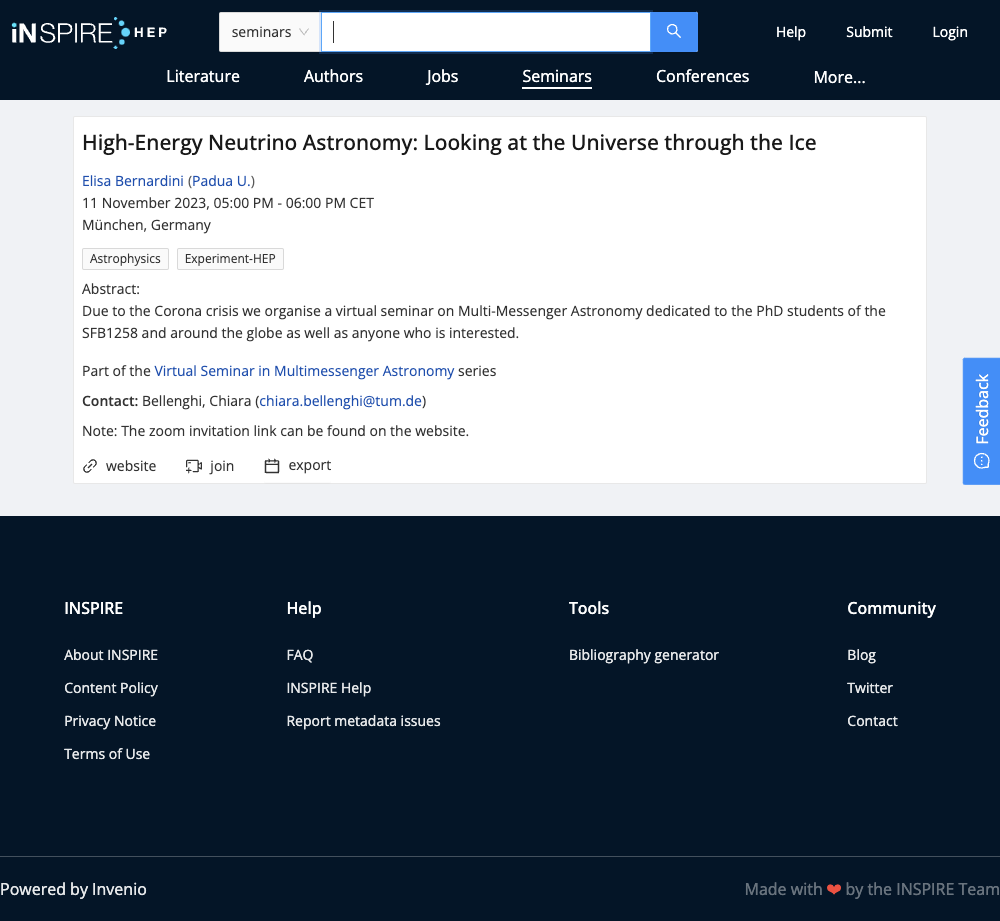 iNSPIRE HEP
seminars
Help Submit Login
Literature Authors Jobs Seminars Conferences More...
High-Energy Neutrino Astronomy: Looking at the Universe through the Ice
Elisa Bernardini (Padua U.)
11 November 2023, 05:00 PM - 06:00 PM CET
München, Germany
Astrophysics Experiment-HEP
Abstract:
Due to the Corona crisis we organise a virtual seminar on Multi-Messenger Astronomy dedicated to the PhD students of the
SFB1258 and around the globe as well as anyone who is interested.
Part of the Virtual Seminar in Multimessenger Astronomy series
Contact: Bellenghi, Chiara (chiara.bellenghi@tum.de)
Note: The zoom invitation link can be found on the website.
website join export
Feedback
INSPIRE
About INSPIRE
Content Policy
Privacy Notice
Terms of Use
Help
FAQ
INSPIRE Help
Report metadata issues
Tools
Bibliography generator
Community
Blog
Twitter
Contact
Powered by Invenio
Made with ❤ by the INSPIRE Team